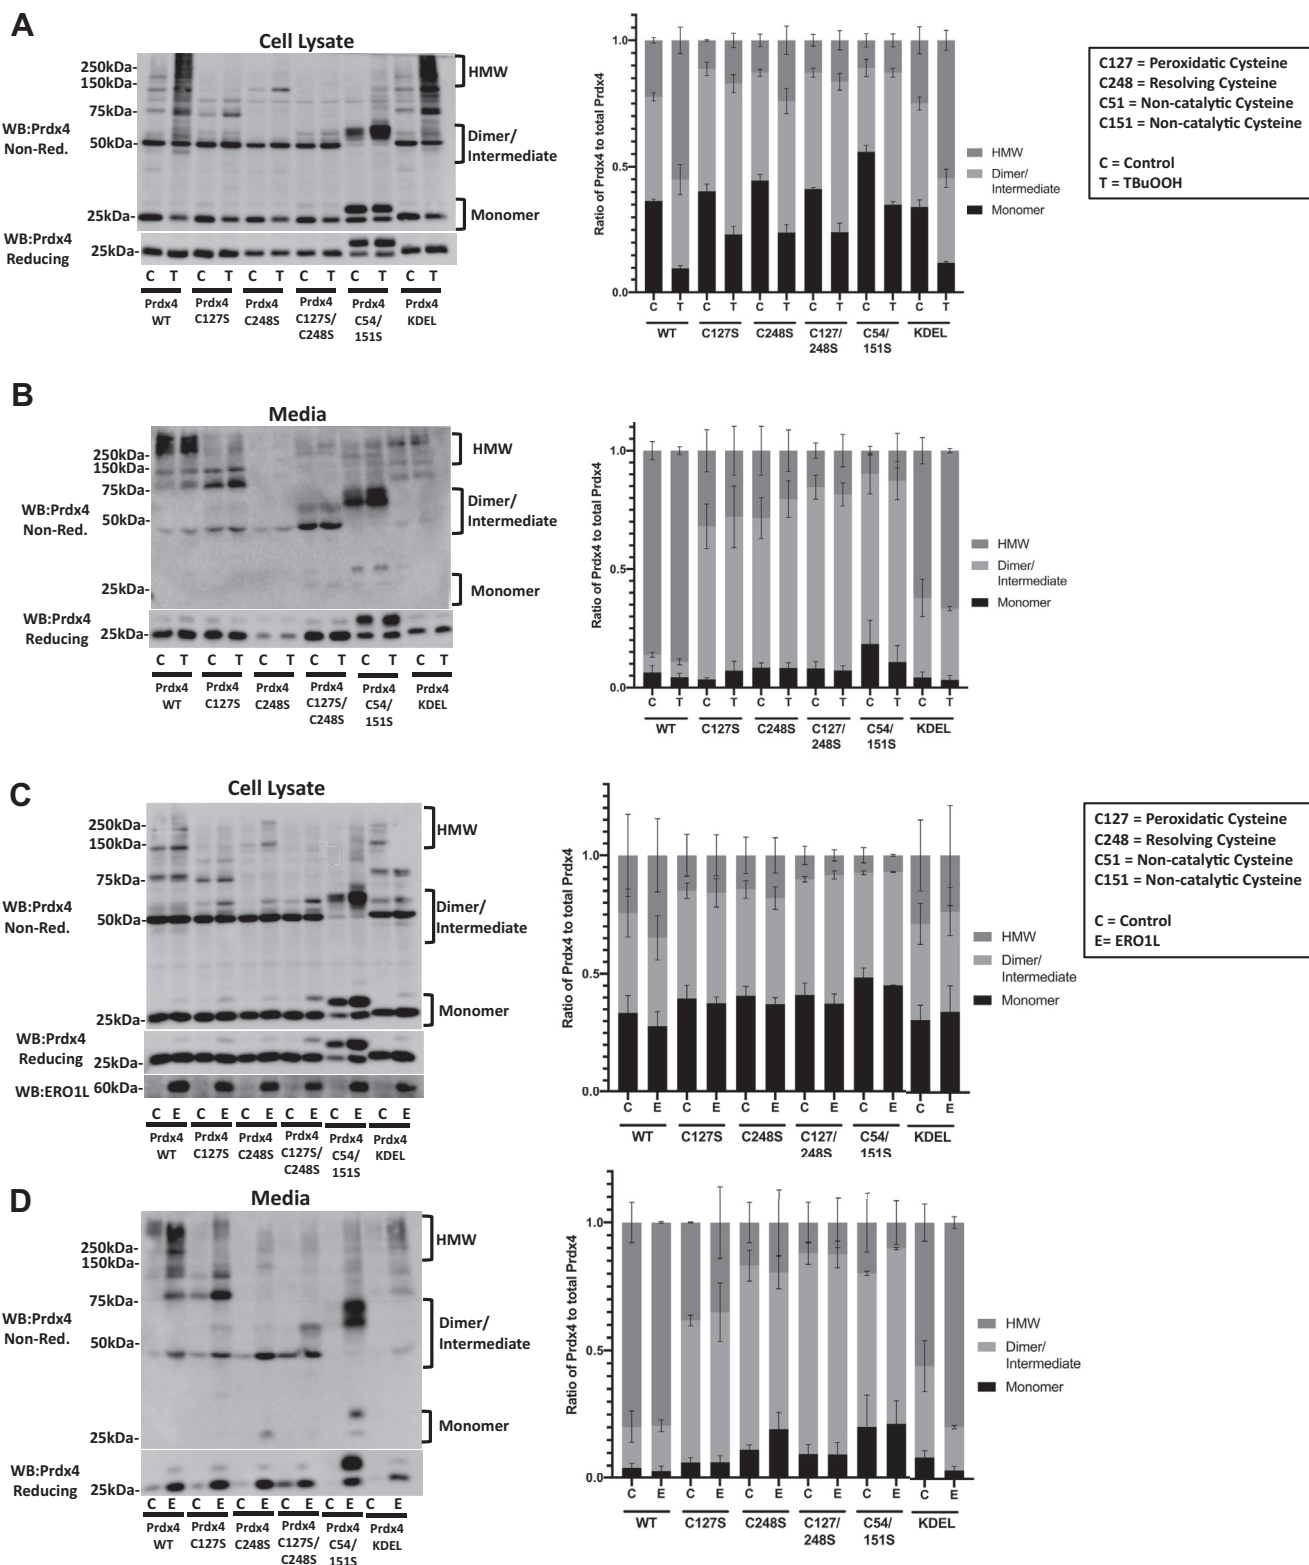 A
Cell Lysate
250kDa-
150kDa-
75kDa-
50kDa-
25kDa-
WB:Prdx4
Non-Red.
HMW
Dimer/
Intermediate
Monomer
WB:Prdx4
Reducing
25kDa-
C T C T C T C T C T C T
Prdx4
WT
Prdx4
C127S
Prdx4
C248S
Prdx4
C127S/
C248S
Prdx4
C54/
151S
Prdx4
KDEL
Ratio of Prdx4 to total Prdx4
1.0
0.5
0.0
C T C T C T C T C T C T
WT
C127S
C248S
C127/
248S
C54/
151S
KDEL
HMW
Dimer/
Intermediate
Monomer
C127 = Peroxidatic Cysteine
C248 = Resolving Cysteine
C51 = Non-catalytic Cysteine
C151 = Non-catalytic Cysteine
C = Control
T = TBuOOH
B
Media
250kDa-
150kDa-
75kDa-
50kDa-
25kDa-
WB:Prdx4
Non-Red.
HMW
Dimer/
Intermediate
Monomer
WB:Prdx4
Reducing
25kDa-
C T C T C T C T C T C T
Prdx4
WT
Prdx4
C127S
Prdx4
C248S
Prdx4
C127S/
C248S
Prdx4
C54/
151S
Prdx4
KDEL
Ratio of Prdx4 to total Prdx4
1.0
0.5
0.0
C T C T C T C T C T C T
WT
C127S
C248S
C127/
248S
C54/
151S
KDEL
HMW
Dimer/
Intermediate
Monomer
C
Cell Lysate
250kDa-
150kDa-
75kDa-
50kDa-
25kDa-
WB:Prdx4
Non-Red.
HMW
Dimer/
Intermediate
Monomer
WB:Prdx4
Reducing
25kDa-
WB:ERO1L
60kDa-
C E C E C E C E C E C E
Prdx4
WT
Prdx4
C127S
Prdx4
C248S
Prdx4
C127S/
C248S
Prdx4
C54/
151S
Prdx4
KDEL
Ratio of Prdx4 to total Prdx4
1.0
0.5
0.0
C E C E C E C E C E C E
WT
C127S
C248S
C127/
248S
C54/
151S
KDEL
HMW
Dimer/
Intermediate
Monomer
C127 = Peroxidatic Cysteine
C248 = Resolving Cysteine
C51 = Non-catalytic Cysteine
C151 = Non-catalytic Cysteine
C = Control
E= ERO1L
D
Media
250kDa-
150kDa-
75kDa-
50kDa-
25kDa-
WB:Prdx4
Non-Red.
HMW
Dimer/
Intermediate
Monomer
WB:Prdx4
Reducing
25kDa-
C E C E C E C E C E C E
Prdx4
WT
Prdx4
C127S
Prdx4
C248S
Prdx4
C127S/
C248S
Prdx4
C54/
151S
Prdx4
KDEL
Ratio of Prdx4 to total Prdx4
1.0
0.5
0.0
C E C E C E C E C E C E
WT
C127S
C248S
C127/
248S
C54/
151S
KDEL
HMW
Dimer/
Intermediate
Monomer